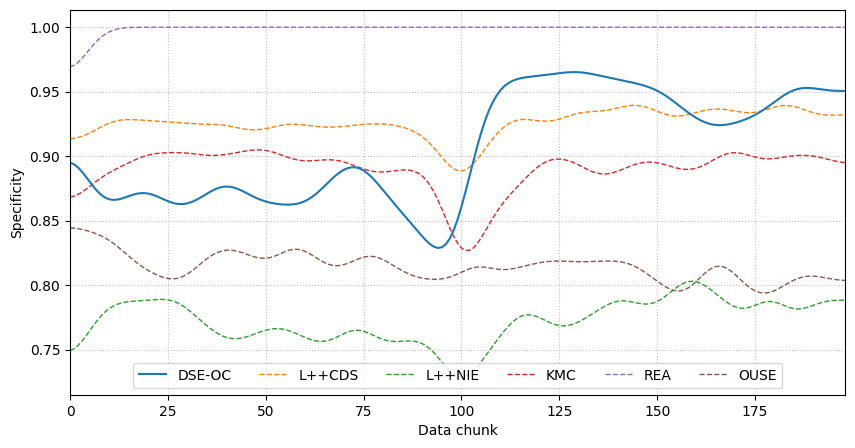 1.00
0.95
0.90
0.85
0.80
0.75
Specificity
DSE-OC L++CDS L++NIE KMC REA OUSE
0 25 50 75 100 125 150 175
Data chunk